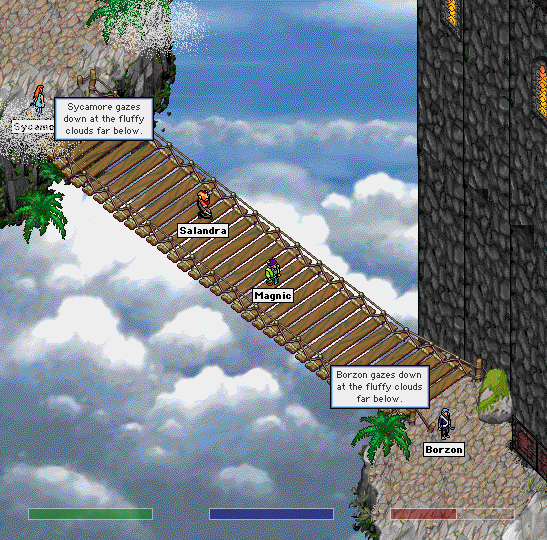 Sycamore gazes
down at the fluffy
clouds far below.
Sycamo
Salandra
Magnic
Borzon gazes down
at the fluffy clouds
far below.
Borzon